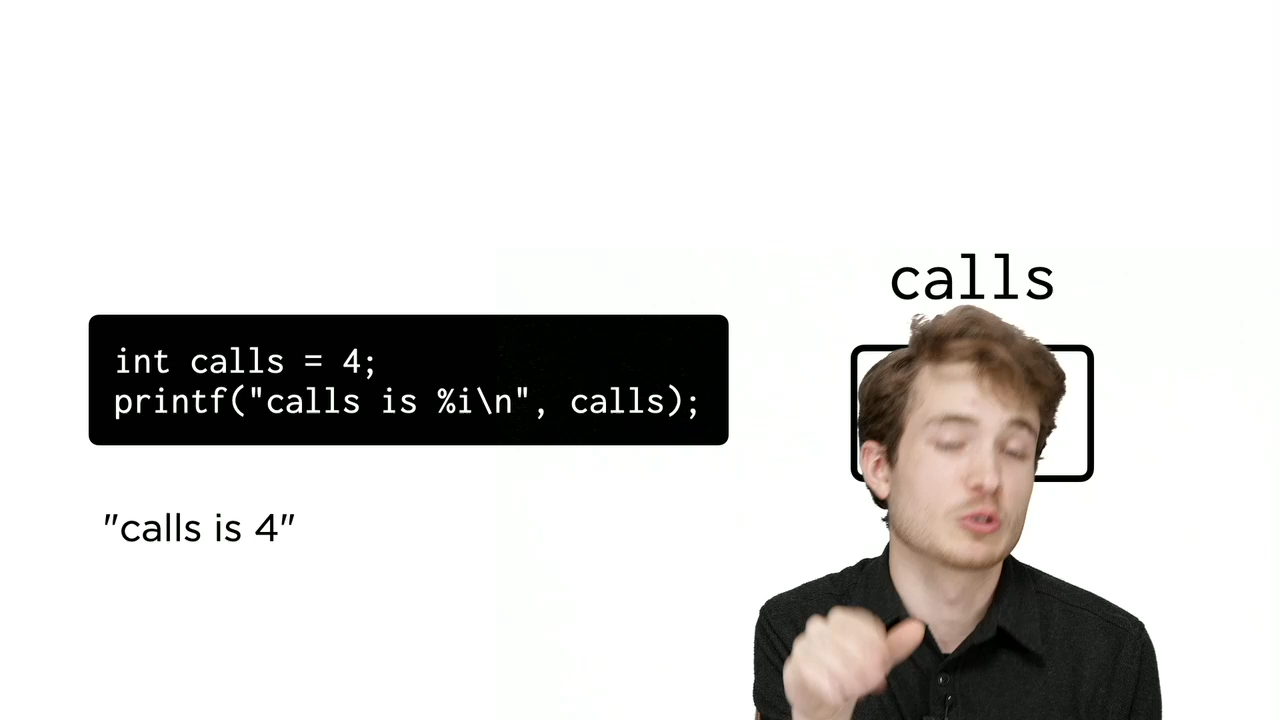 calls
int calls = 4;
printf("calls is %i\n", calls);
"calls is 4"